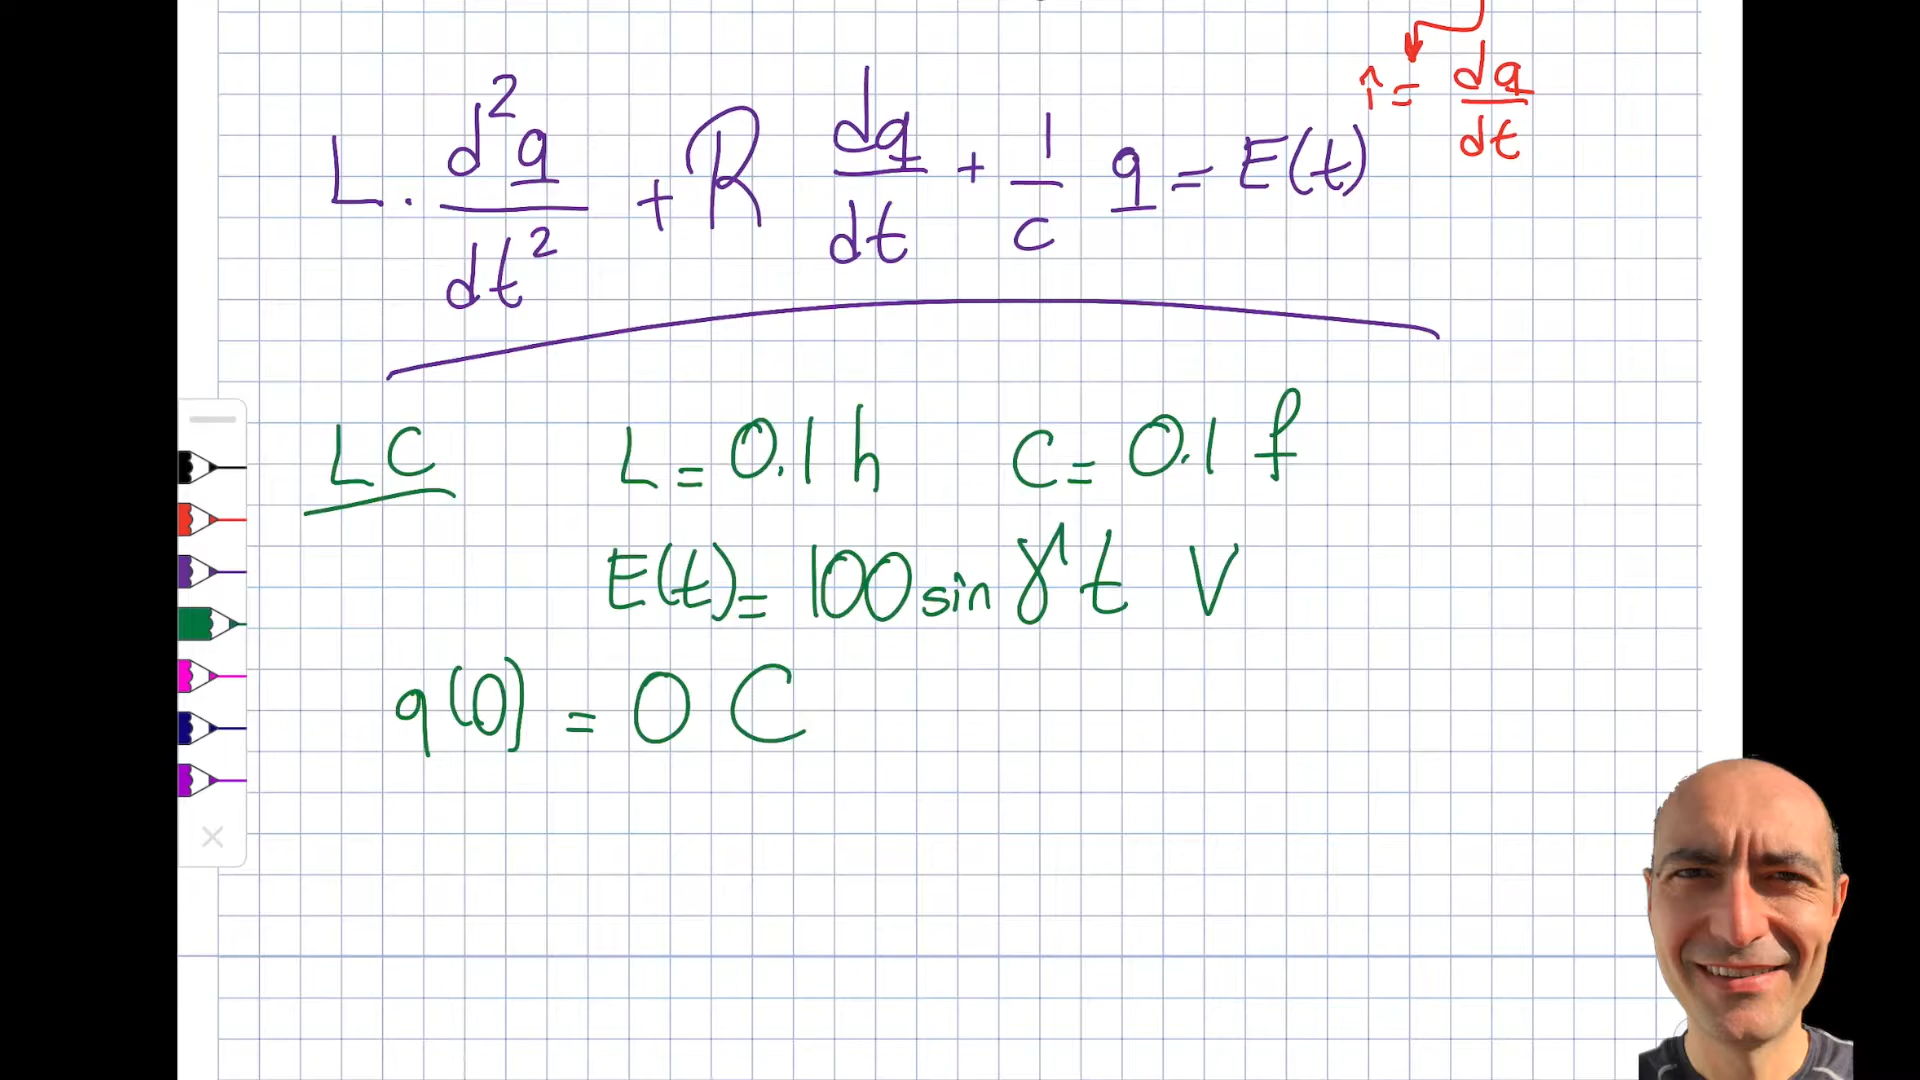 i = dq/dt
L · d²q/dt² + R dq/dt + 1/c q = E(t)
LC L = 0.1 h C = 0.1 f
E(t) = 100 sin γt V
q(0) = 0 C